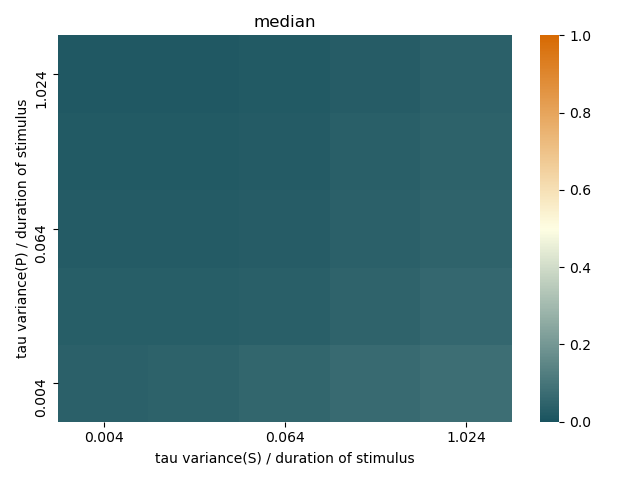 median
tau variance(P) / duration of stimulus
1.024
0.064
0.004
0.004 0.064 1.024
tau variance(S) / duration of stimulus
1.0
0.8
0.6
0.4
0.2
0.0